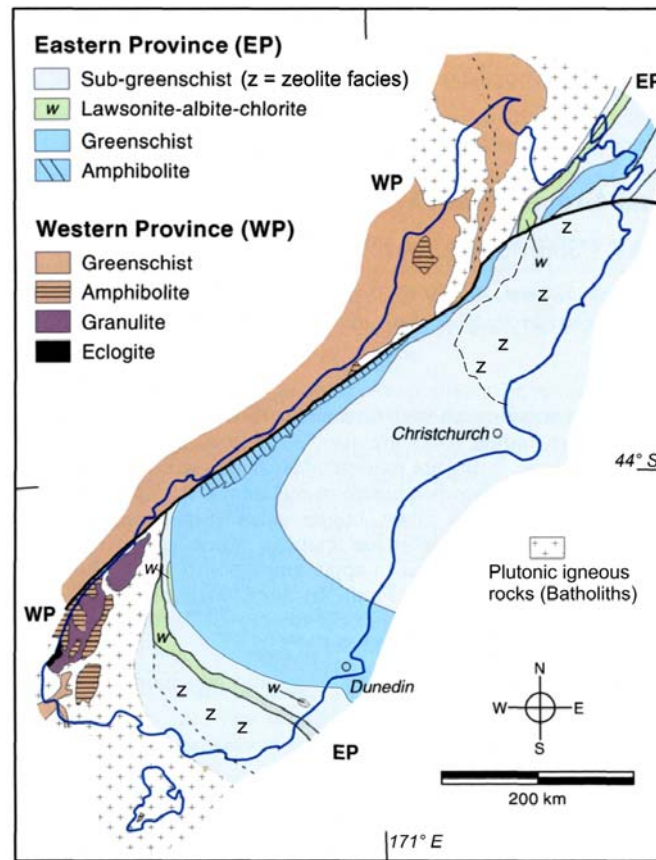 Eastern Province (EP)
Sub-greenschist (z = zeolite facies)
w Lawsonite-albite-chlorite
Greenschist
Amphibolite
Western Province (WP)
Greenschist
Amphibolite
Granulite
Eclogite
EP
WP
z
w
z
z
z
Christchurch
44° S
Plutonic igneous
rocks (Batholiths)
w
WP
w
Dunedin
w
z
z
z
EP
N
W E
S
200 km
171° E